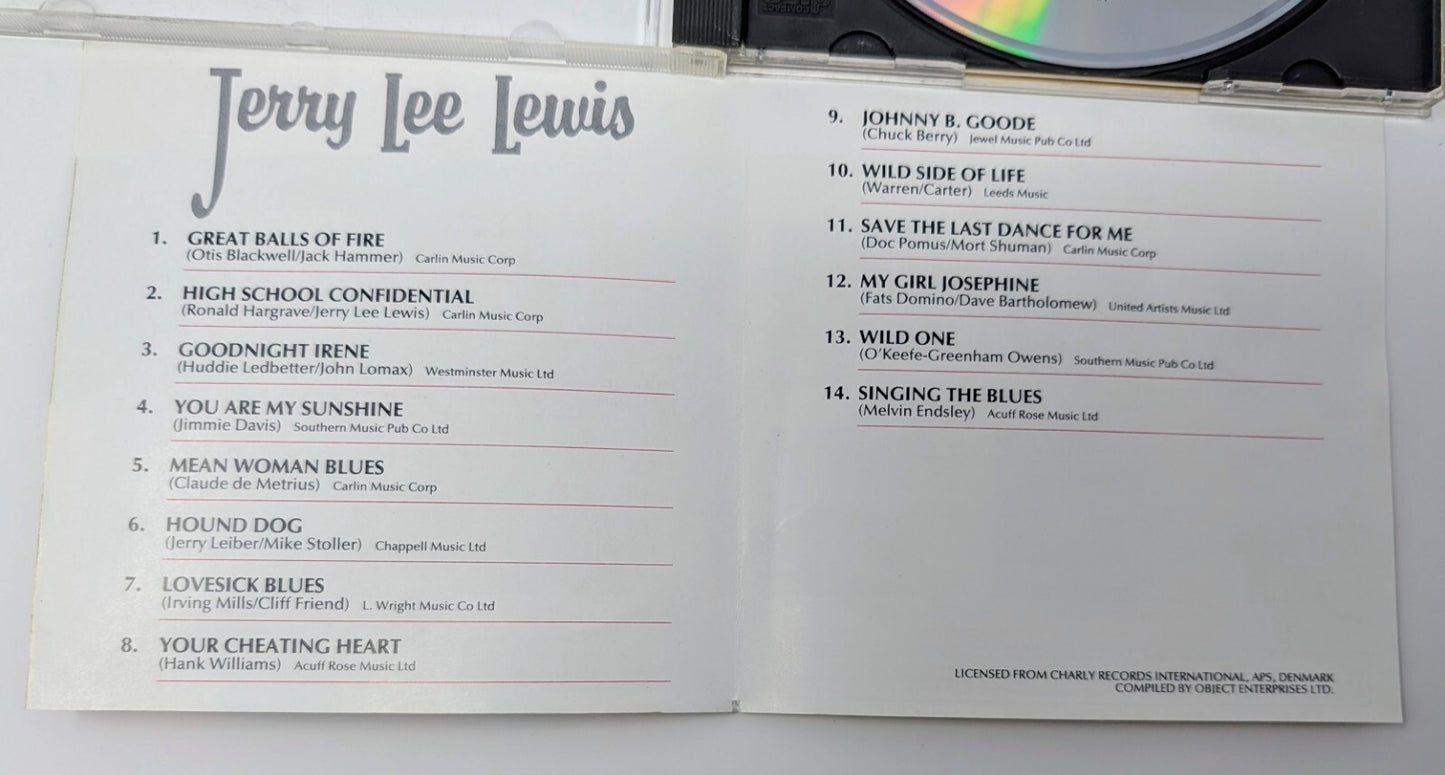 Jerry Lee Lewis
1. GREAT BALLS OF FIRE
(Otis Blackwell/Jack Hammer) Carlin Music Corp
2. HIGH SCHOOL CONFIDENTIAL
(Ronald Hargrave/Jerry Lee Lewis) Carlin Music Corp
3. GOODNIGHT IRENE
(Huddie Ledbetter/John Lomax) Westminster Music Ltd
4. YOU ARE MY SUNSHINE
(Jimmie Davis) Southern Music Pub Co Ltd
5. MEAN WOMAN BLUES
(Claude de Metrius) Carlin Music Corp
6. HOUND DOG
(Jerry Leiber/Mike Stoller) Chappell Music Ltd
7. LOVESICK BLUES
(Irving Mills/Cliff Friend) L. Wright Music Co Ltd
8. YOUR CHEATING HEART
(Hank Williams) Acuff Rose Music Ltd
9. JOHNNY B. GOODE
(Chuck Berry) Jewel Music Pub Co Ltd
10. WILD SIDE OF LIFE
(Warren/Carter) Leeds Music
11. SAVE THE LAST DANCE FOR ME
(Doc Pomus/Mort Shuman) Carlin Music Corp
12. MY GIRL JOSEPHINE
(Fats Domino/Dave Bartholomew) United Artists Music Ltd
13. WILD ONE
(O'Keefe-Greenham Owens) Southern Music Pub Co Ltd
14. SINGING THE BLUES
(Melvin Endsley) Acuff Rose Music Ltd
LICENSED FROM CHARLY RECORDS INTERNATIONAL, APS, DENMARK
COMPILED BY OBJECT ENTERPRISES LTD.